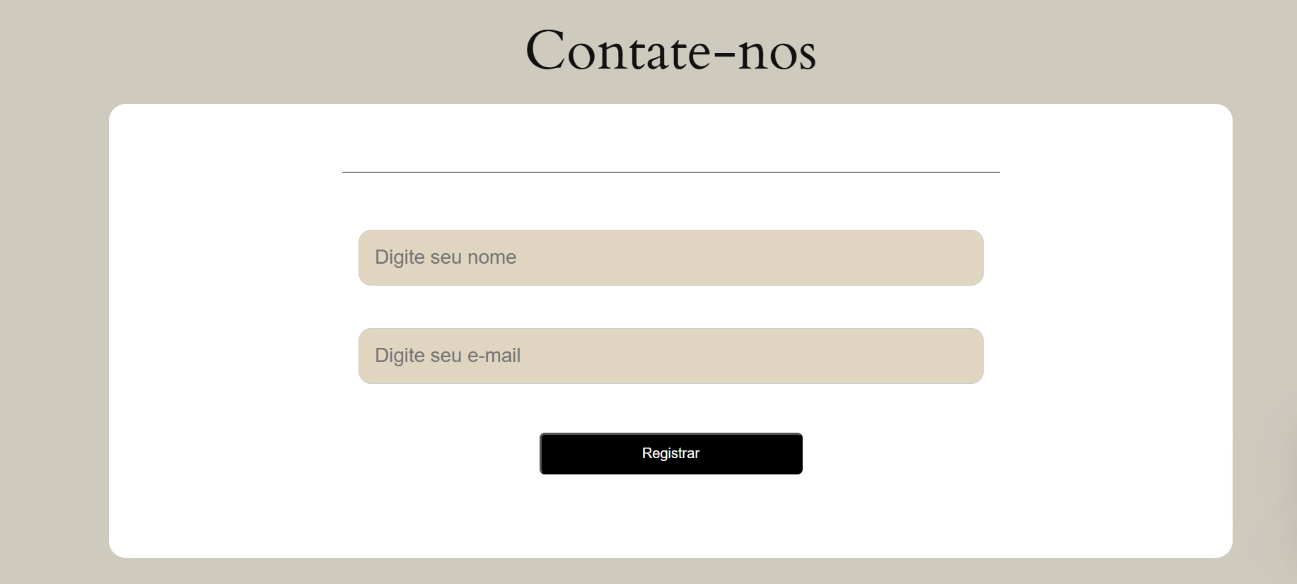 Contate-nos
Digite seu nome
Digite seu e-mail
Registrar